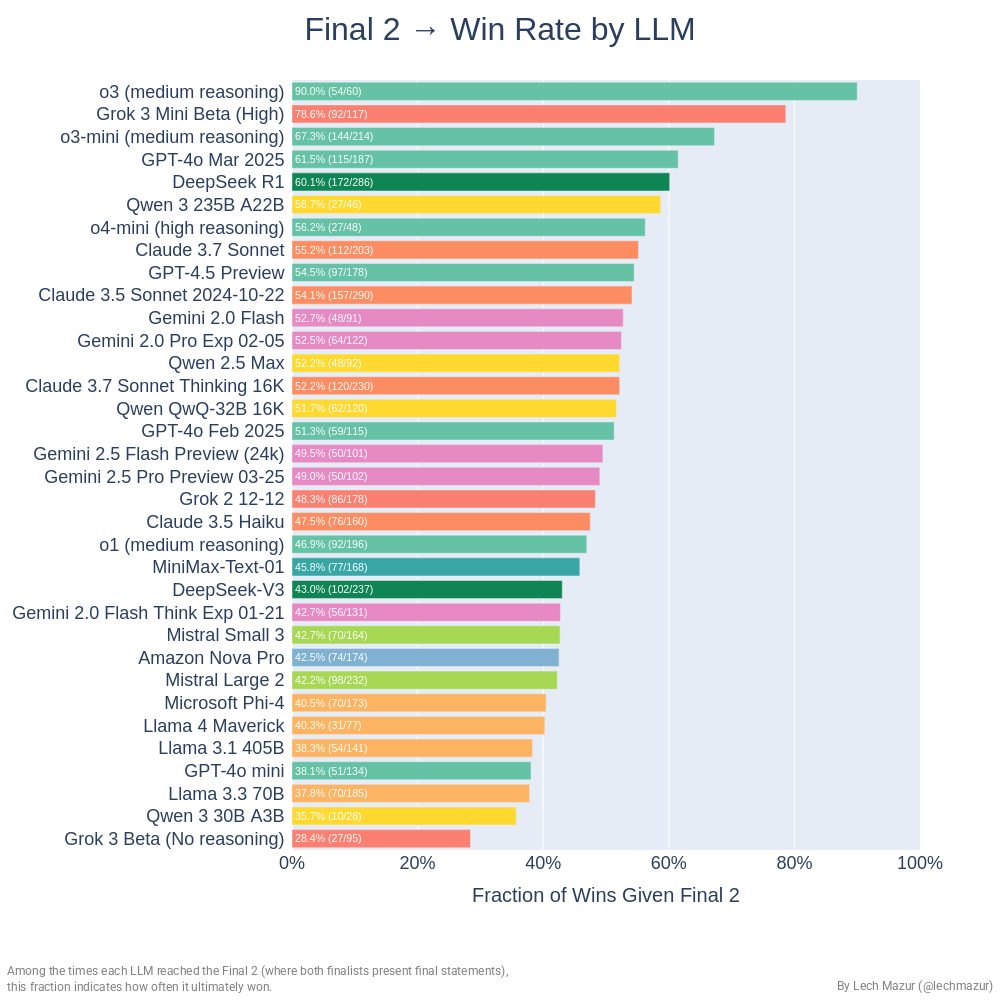 Final 2 → Win Rate by LLM
o3 (medium reasoning) 90.0% (54/60)
Grok 3 Mini Beta (High) 78.6% (92/117)
o3-mini (medium reasoning) 67.3% (144/214)
GPT-4o Mar 2025 61.5% (115/187)
DeepSeek R1 60.1% (172/286)
Qwen 3 235B A22B 58.7% (27/46)
o4-mini (high reasoning) 56.2% (27/48)
Claude 3.7 Sonnet 55.2% (112/203)
GPT-4.5 Preview 54.5% (97/178)
Claude 3.5 Sonnet 2024-10-22 54.1% (157/290)
Gemini 2.0 Flash 52.7% (48/91)
Gemini 2.0 Pro Exp 02-05 52.5% (64/122)
Qwen 2.5 Max 52.2% (48/92)
Claude 3.7 Sonnet Thinking 16K 52.2% (120/230)
Qwen QwQ-32B 16K 51.7% (62/120)
GPT-4o Feb 2025 51.3% (59/115)
Gemini 2.5 Flash Preview (24k) 49.5% (50/101)
Gemini 2.5 Pro Preview 03-25 49.0% (50/102)
Grok 2 12-12 48.3% (86/178)
Claude 3.5 Haiku 47.5% (76/160)
o1 (medium reasoning) 46.9% (92/196)
MiniMax-Text-01 45.8% (77/168)
DeepSeek-V3 43.0% (102/237)
Gemini 2.0 Flash Think Exp 01-21 42.7% (56/131)
Mistral Small 3 42.7% (70/164)
Amazon Nova Pro 42.5% (74/174)
Mistral Large 2 42.2% (98/232)
Microsoft Phi-4 40.5% (70/173)
Llama 4 Maverick 40.3% (31/77)
Llama 3.1 405B 38.3% (54/141)
GPT-4o mini 38.1% (51/134)
Llama 3.3 70B 37.8% (70/185)
Qwen 3 30B A3B 35.7% (10/28)
Grok 3 Beta (No reasoning) 28.4% (27/95)
0% 20% 40% 60% 80% 100%
Fraction of Wins Given Final 2
Among the times each LLM reached the Final 2 (where both finalists present final statements),
this fraction indicates how often it ultimately won.
By Lech Mazur (@lechmazur)